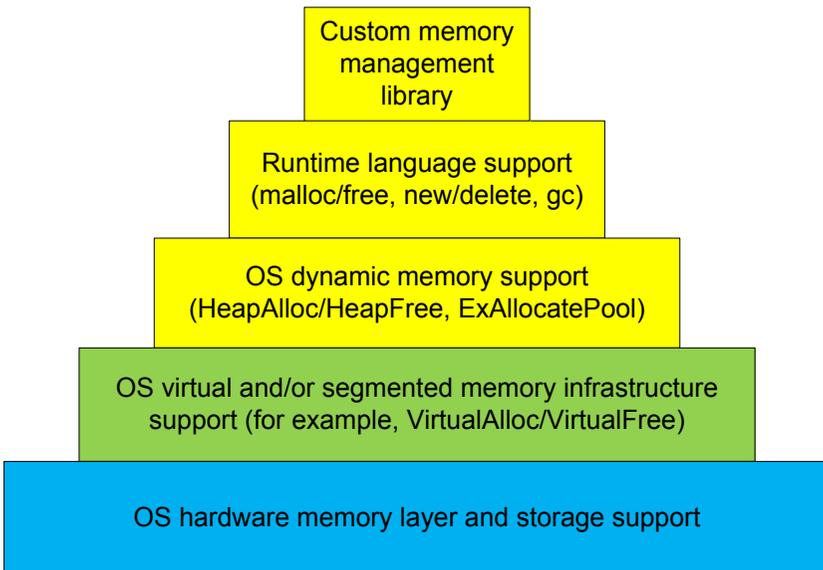 Custom memory
management
library
Runtime language support
(malloc/free, new/delete, gc)
OS dynamic memory support
(HeapAlloc/HeapFree, ExAllocatePool)
OS virtual and/or segmented memory infrastructure
support (for example, VirtualAlloc/VirtualFree)
OS hardware memory layer and storage support